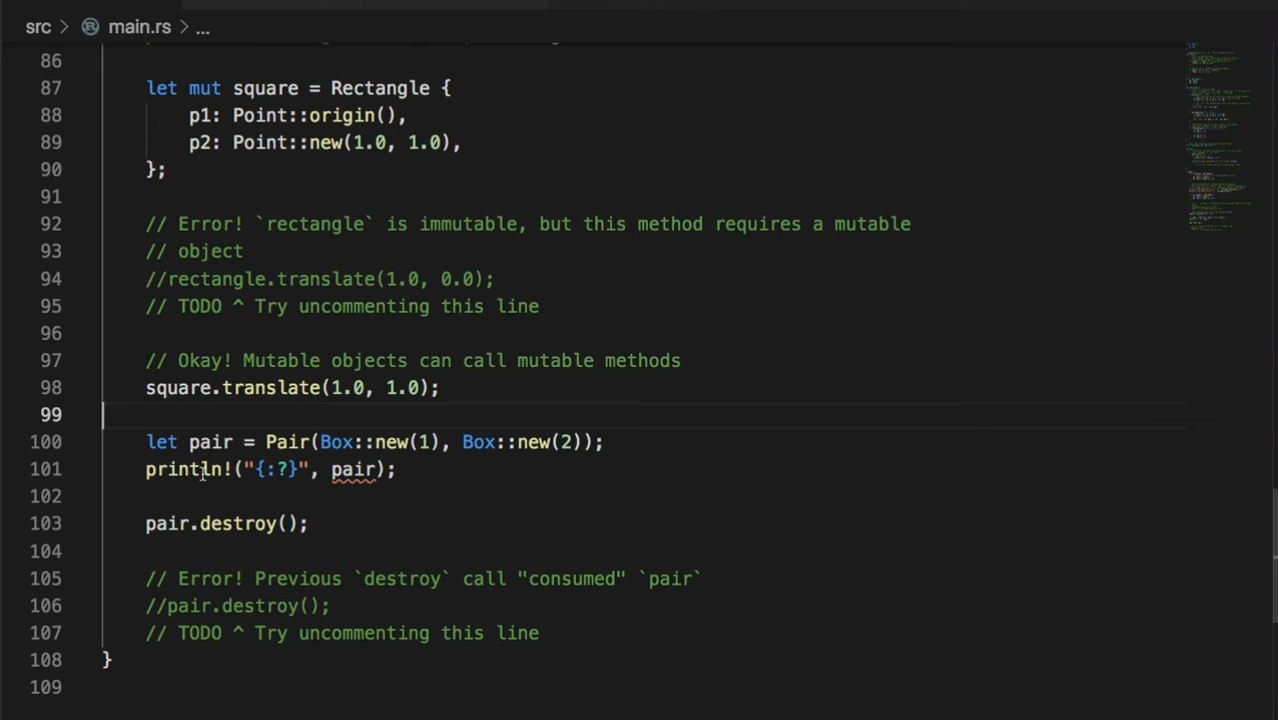 src > main.rs > ...
86
87 let mut square = Rectangle {
88 p1: Point::origin(),
89 p2: Point::new(1.0, 1.0),
90 };
91
92 // Error! `rectangle` is immutable, but this method requires a mutable
93 // object
94 //rectangle.translate(1.0, 0.0);
95 // TODO ^ Try uncommenting this line
96
97 // Okay! Mutable objects can call mutable methods
98 square.translate(1.0, 1.0);
99
100 let pair = Pair(Box::new(1), Box::new(2));
101 println!("{:?}", pair);
102
103 pair.destroy();
104
105 // Error! Previous `destroy` call "consumed" `pair`
106 //pair.destroy();
107 // TODO ^ Try uncommenting this line
108 }
109